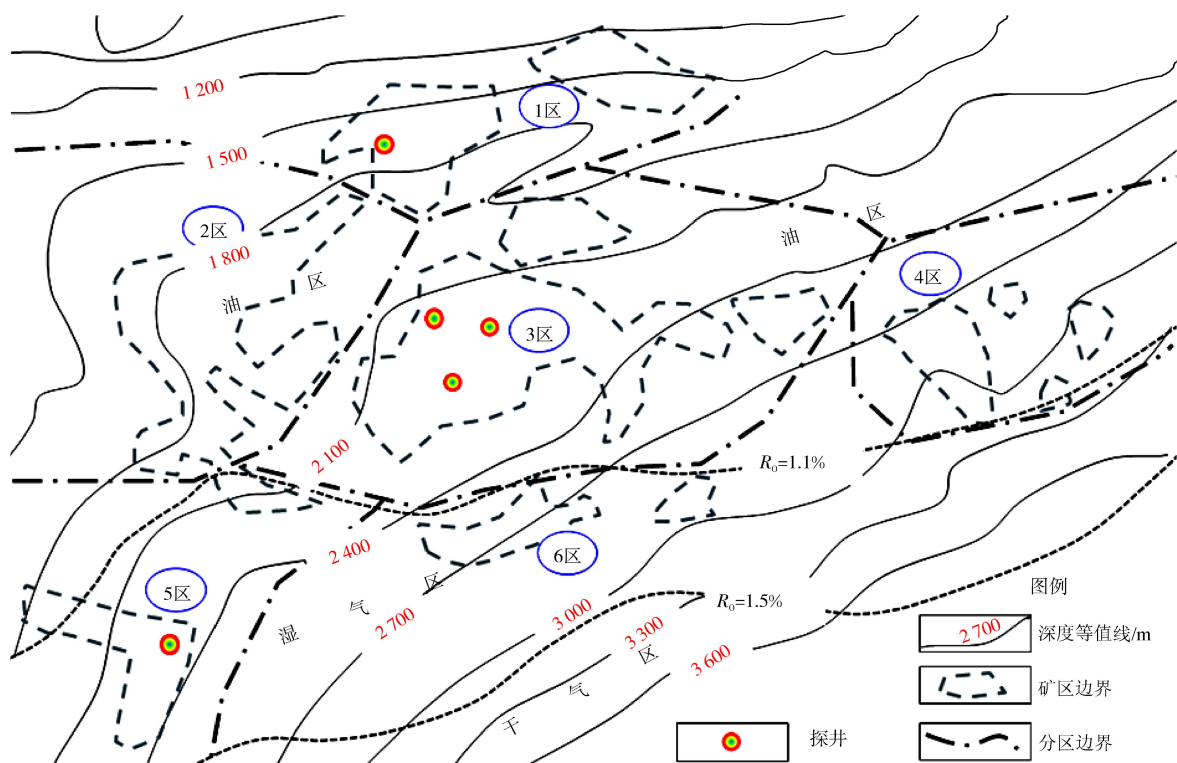 1 200
1区
1 500
2区
油
区
1 800
4区
区
油
3区
2 100
Rₒ=1.1%
2 400
6区
5区
区
图例
气
3 000
Rₒ=1.5%
湿
2 700
3 300
2 700
深度等值线/m
区
3 600
气
矿区边界
干
探井
分区边界